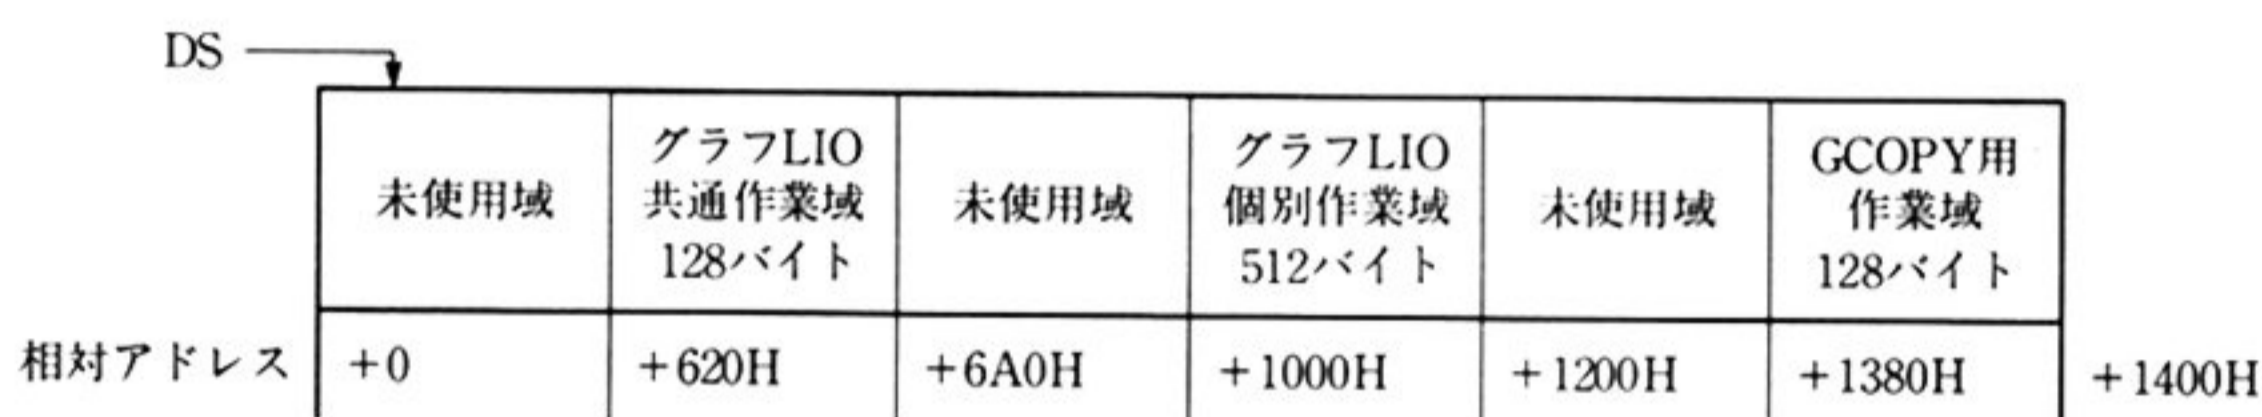 DS
未使用域
グラフLIO
共通作業域
128バイト
未使用域
グラフLIO
個別作業域
512バイト
未使用域
GCOPY用
作業域
128バイト
相対アドレス
+0
+620H
+6A0H
+1000H
+1200H
+1380H
+1400H